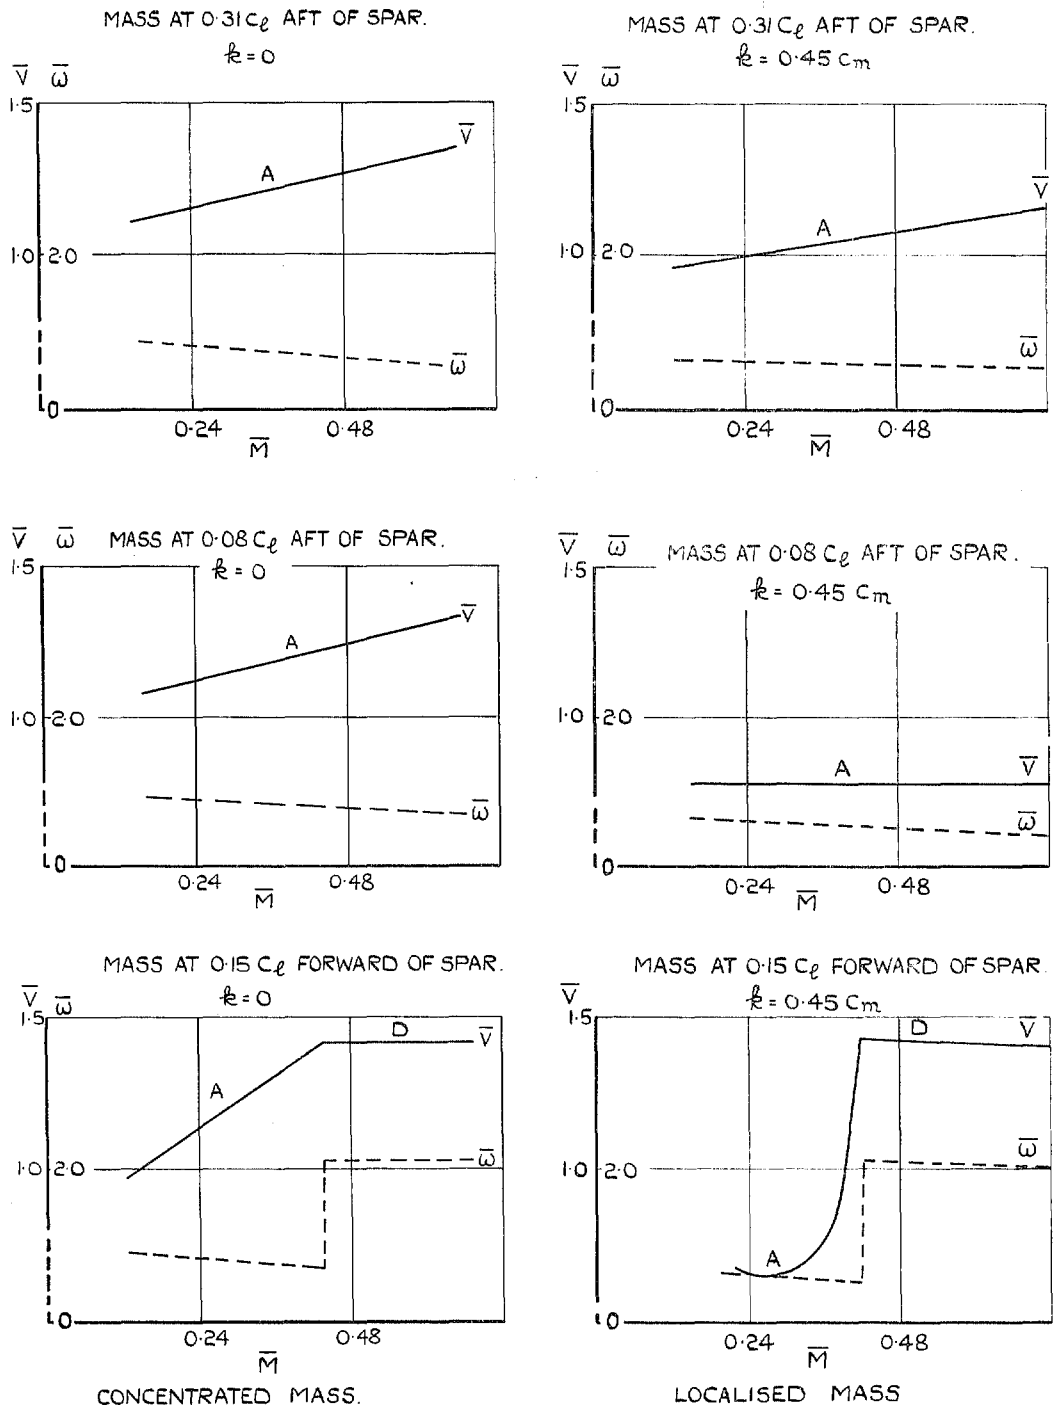 MASS AT 0·31 Cℓ AFT OF SPAR.
k = 0
V̅ ω̅
1.5
V̅
A
1.0 2.0
ω̅
0
0·24 0·48
M̅
MASS AT 0·31 Cℓ AFT OF SPAR.
k = 0·45 Cm
V̅ ω̅
1.5
V̅
A
1.0 2.0
ω̅
0
0·24 0·48
M̅
V̅ ω̅ MASS AT 0·08 Cℓ AFT OF SPAR.
k = 0
1.5
V̅
A
1.0 2.0
ω̅
0
0·24 0·48
M̅
V̅ ω̅ MASS AT 0·08 Cℓ AFT OF SPAR.
k = 0·45 Cm
1.5
1.0 2.0
A V̅
ω̅
0
0·24 0·48
M̅
MASS AT 0·15 Cℓ FORWARD OF SPAR.
k = 0
V̅ ω̅
1.5
D V̅
A
1.0 2.0
ω̅
0
0·24 0·48
M̅
CONCENTRATED MASS.
MASS AT 0·15 Cℓ FORWARD OF SPAR.
k = 0·45 Cm
V̅
1.5
D V̅
ω̅
1.0 2.0
A
0
0·24 0·48
M̅
LOCALISED MASS